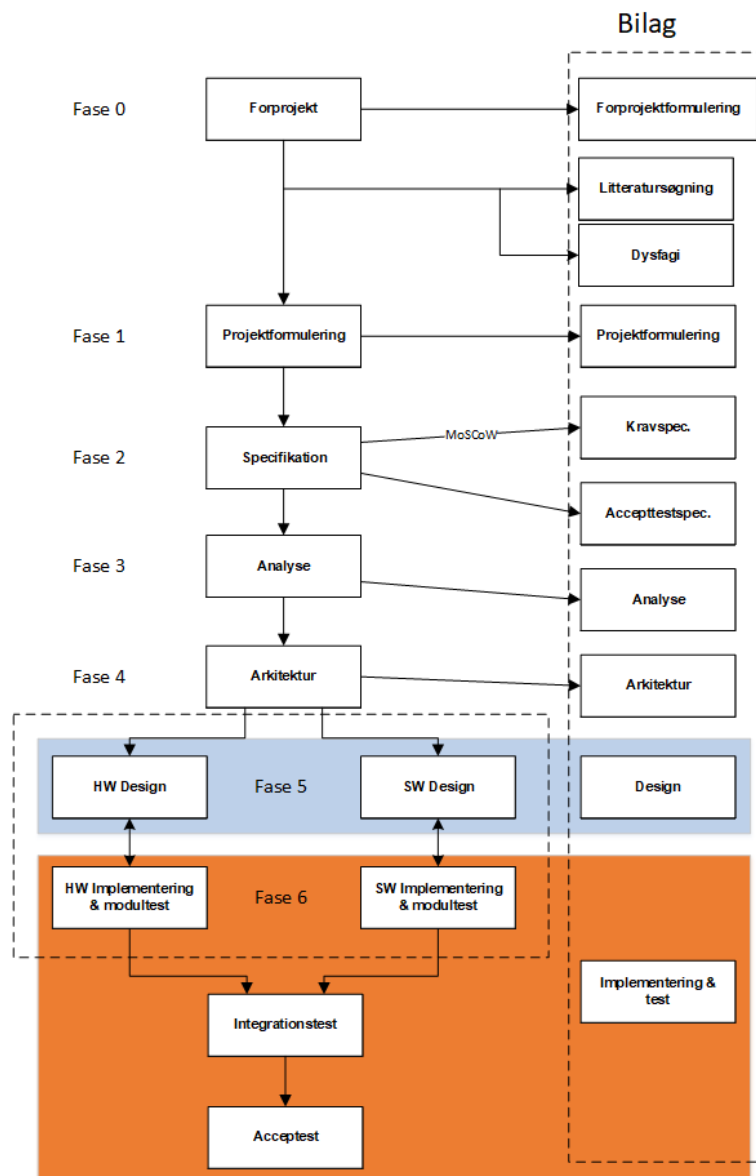 Bilag
Fase 0
Forprojekt
Forprojektformulering
Litteratursøgning
Dysfagi
Fase 1
Projektformulering
Projektformulering
Fase 2
Specifikation
MoSCoW
Kravspec.
Accepttestspec.
Fase 3
Analyse
Analyse
Fase 4
Arkitektur
Arkitektur
HW Design
Fase 5
SW Design
Design
HW Implementering
& modultest
Fase 6
SW Implementering
& modultest
Implementering &
test
Integrationstest
Acceptest